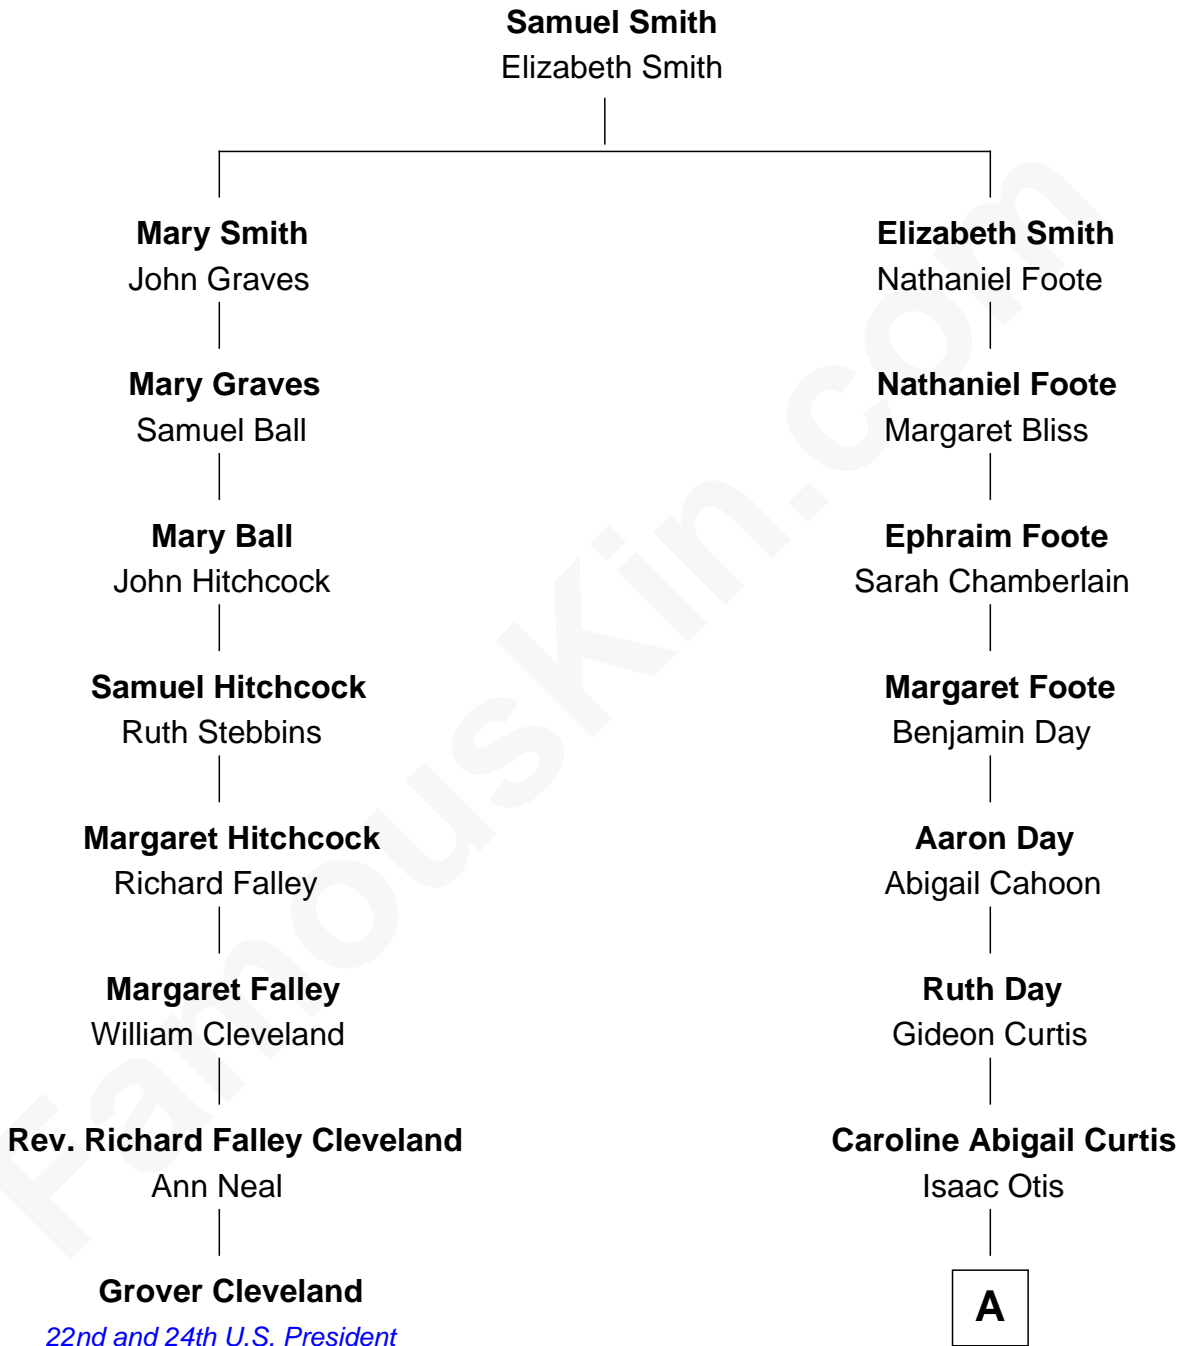 Samuel Smith
Elizabeth Smith
Mary Smith
John Graves
Elizabeth Smith
Nathaniel Foote
Mary Graves
Samuel Ball
Nathaniel Foote
Margaret Bliss
Mary Ball
John Hitchcock
Ephraim Foote
Sarah Chamberlain
Samuel Hitchcock
Ruth Stebbins
Margaret Foote
Benjamin Day
Margaret Hitchcock
Richard Falley
Aaron Day
Abigail Cahoon
Margaret Falley
William Cleveland
Ruth Day
Gideon Curtis
Rev. Richard Falley Cleveland
Ann Neal
Caroline Abigail Curtis
Isaac Otis
Grover Cleveland
22nd and 24th U.S. President
A
FamousKin.com